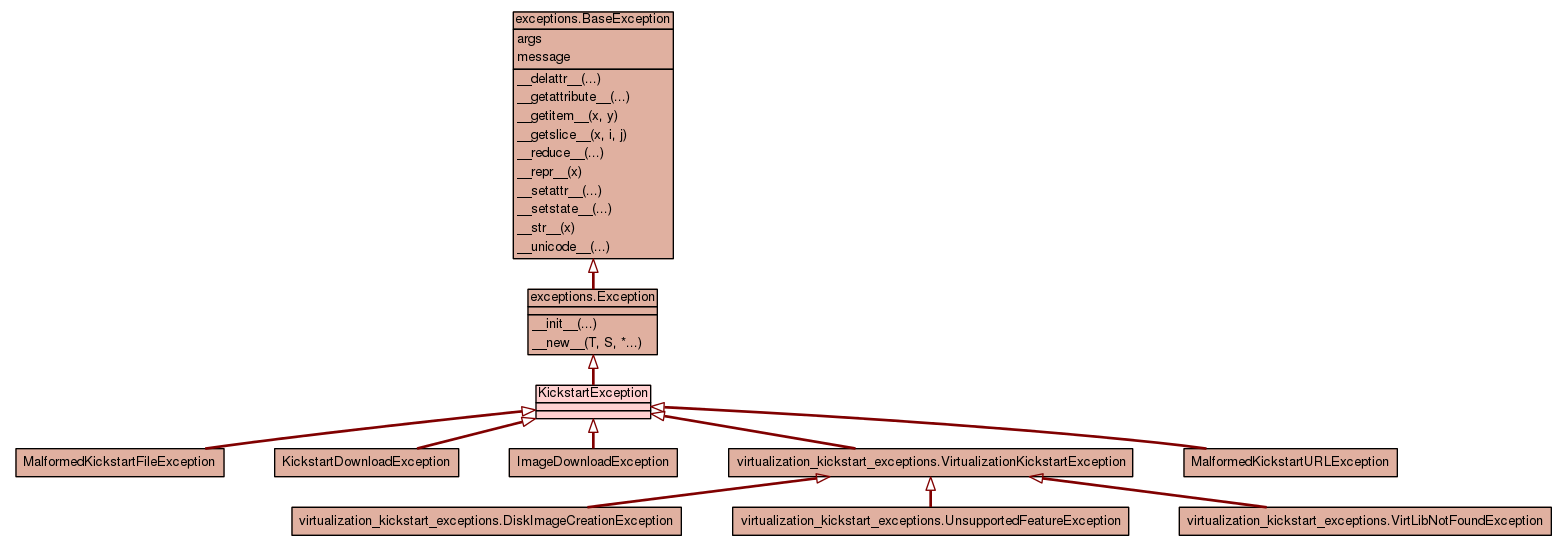 exceptions.BaseException
args
message
__delattr__(...)
__getattribute__(...)
__getitem__(x, y)
__getslice__(x, i, j)
__reduce__(...)
__repr__(x)
__setattr__(...)
__setstate__(...)
__str__(x)
__unicode__(...)
exceptions.Exception
__init__(...)
__new__(T, S, *...)
KickstartException
MalformedKickstartFileException
KickstartDownloadException
ImageDownloadException
virtualization_kickstart_exceptions.VirtualizationKickstartException
MalformedKickstartURLException
virtualization_kickstart_exceptions.DiskImageCreationException
virtualization_kickstart_exceptions.UnsupportedFeatureException
virtualization_kickstart_exceptions.VirtLibNotFoundException